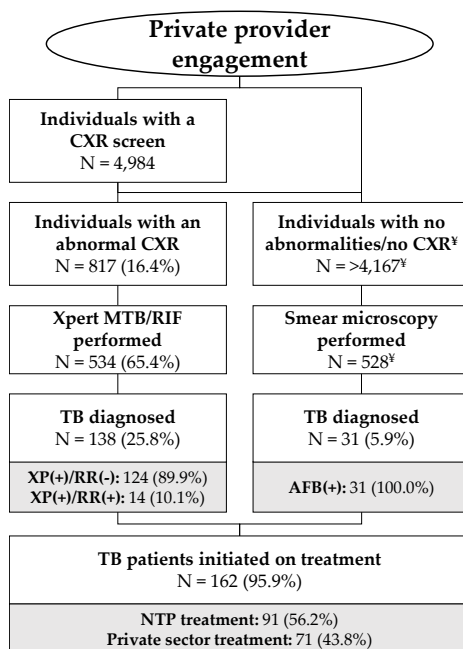 Private provider
engagement
Individuals with a
CXR screen
N = 4,984
Individuals with an
abnormal CXR
N = 817 (16.4%)
Individuals with no
abnormalities/no CXR¥
N = >4,167¥
Xpert MTB/RIF
performed
N = 534 (65.4%)
Smear microscopy
performed
N = 528¥
TB diagnosed
N = 138 (25.8%)
TB diagnosed
N = 31 (5.9%)
XP(+)/RR(-): 124 (89.9%)
XP(+)/RR(+): 14 (10.1%)
AFB(+): 31 (100.0%)
TB patients initiated on treatment
N = 162 (95.9%)
NTP treatment: 91 (56.2%)
Private sector treatment: 71 (43.8%)